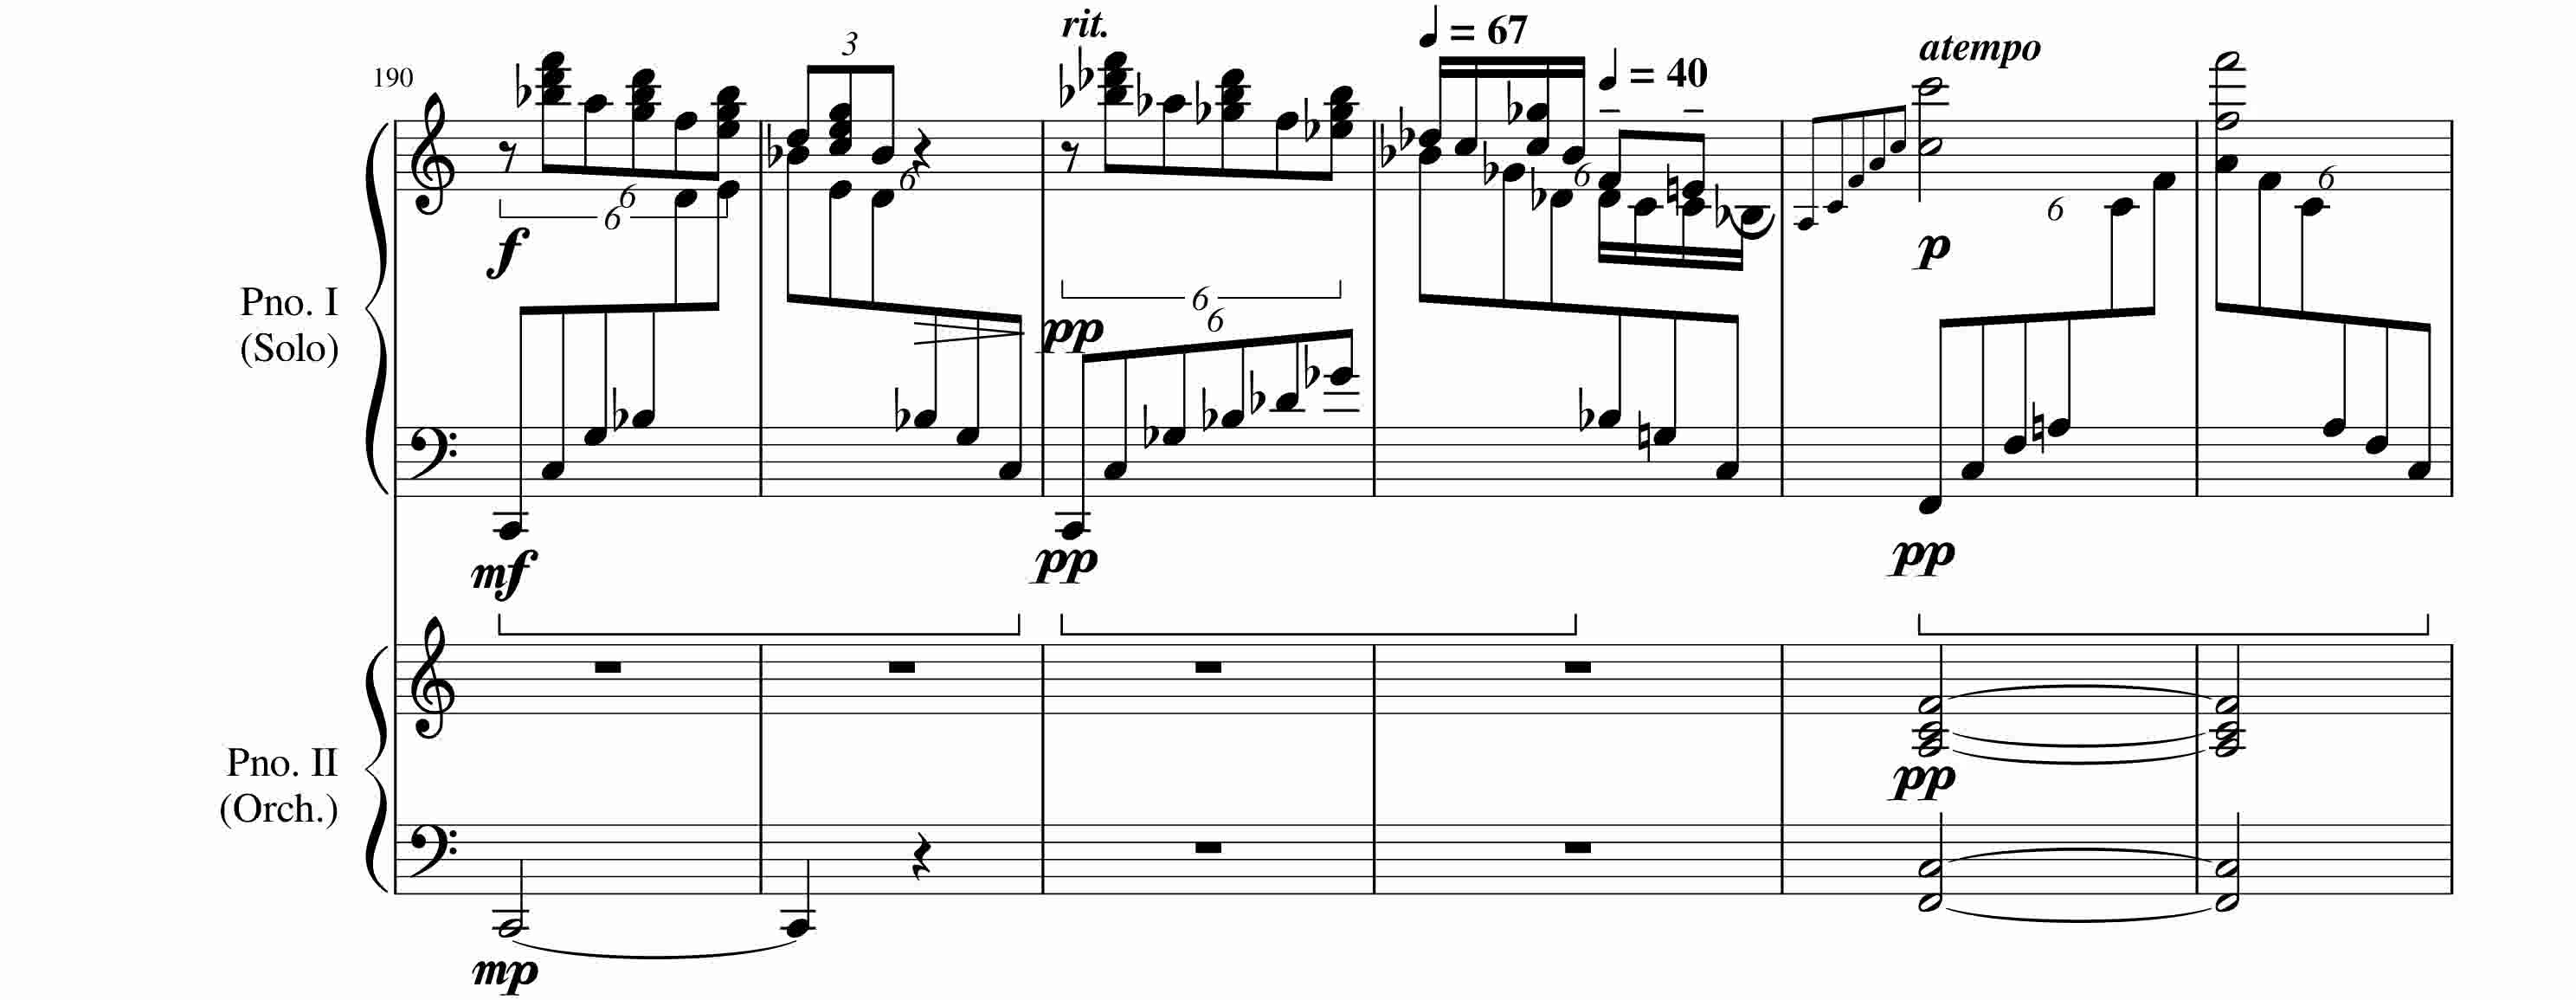 rit.
♩ = 67
♩ = 40
atempo
190
3
6
6
6
6
6
6
f
p
Pno. I
(Solo)
6
6
pp
mf
pp
pp
Pno. II
(Orch.)
pp
mp